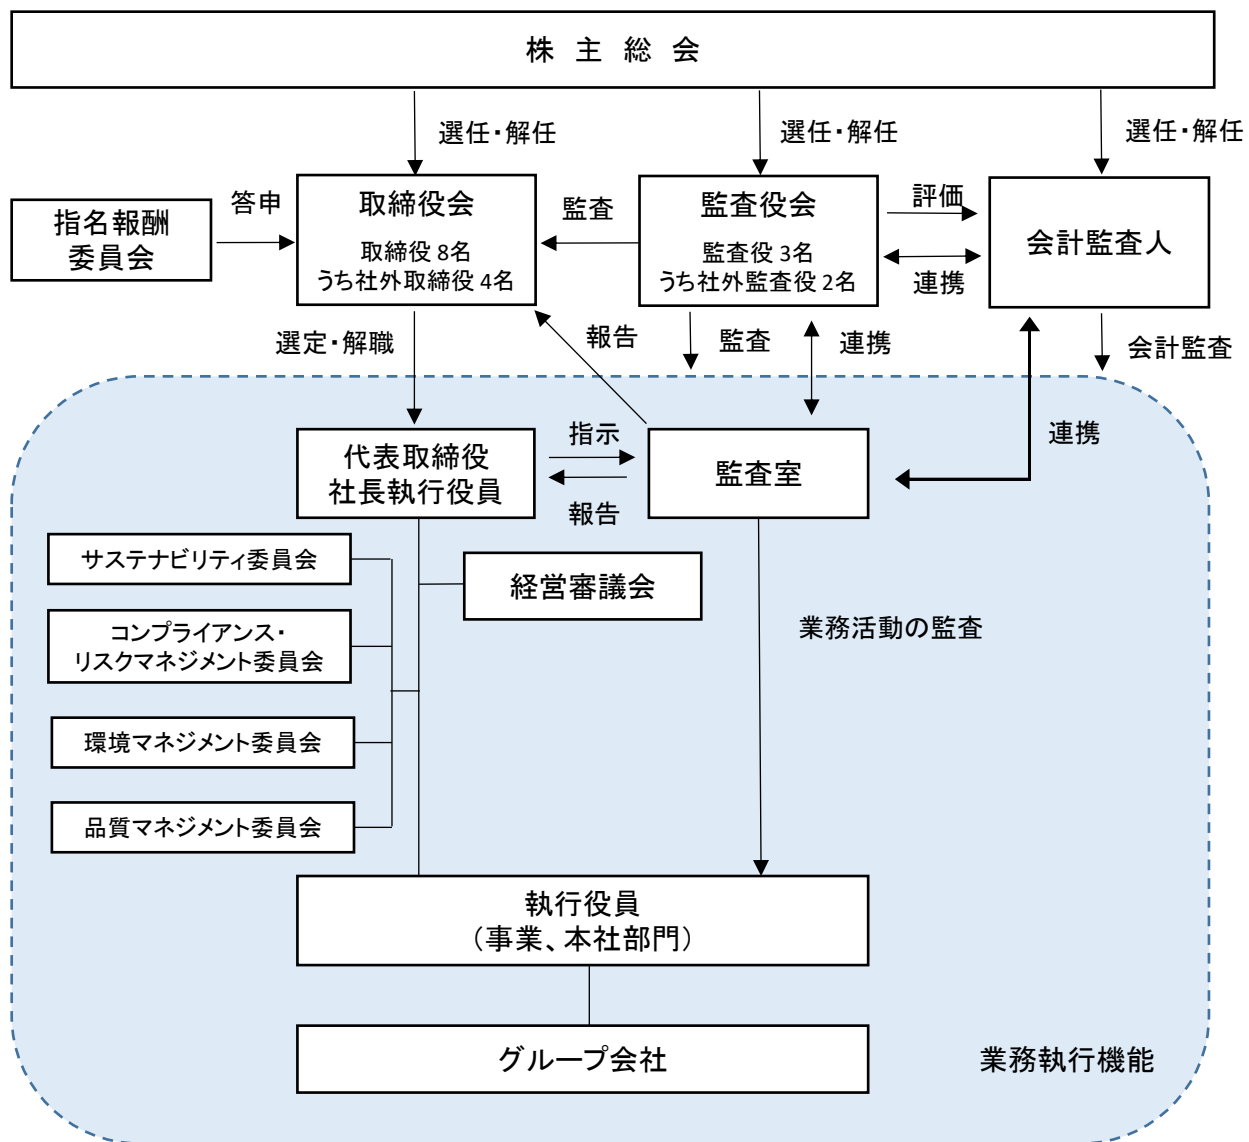 株 主 総 会
選任・解任
選任・解任
選任・解任
指名報酬
委員会
答申
取締役会
取締役 8名
うち社外取締役 4名
監査
監査役会
監査役 3名
うち社外監査役 2名
評価
連携
会計監査人
選定・解職
報告
監査
連携
会計監査
代表取締役
社長執行役員
指示
報告
監査室
連携
サステナビリティ委員会
コンプライアンス・
リスクマネジメント委員会
環境マネジメント委員会
品質マネジメント委員会
経営審議会
業務活動の監査
執行役員
（事業、本社部門）
グループ会社
業務執行機能